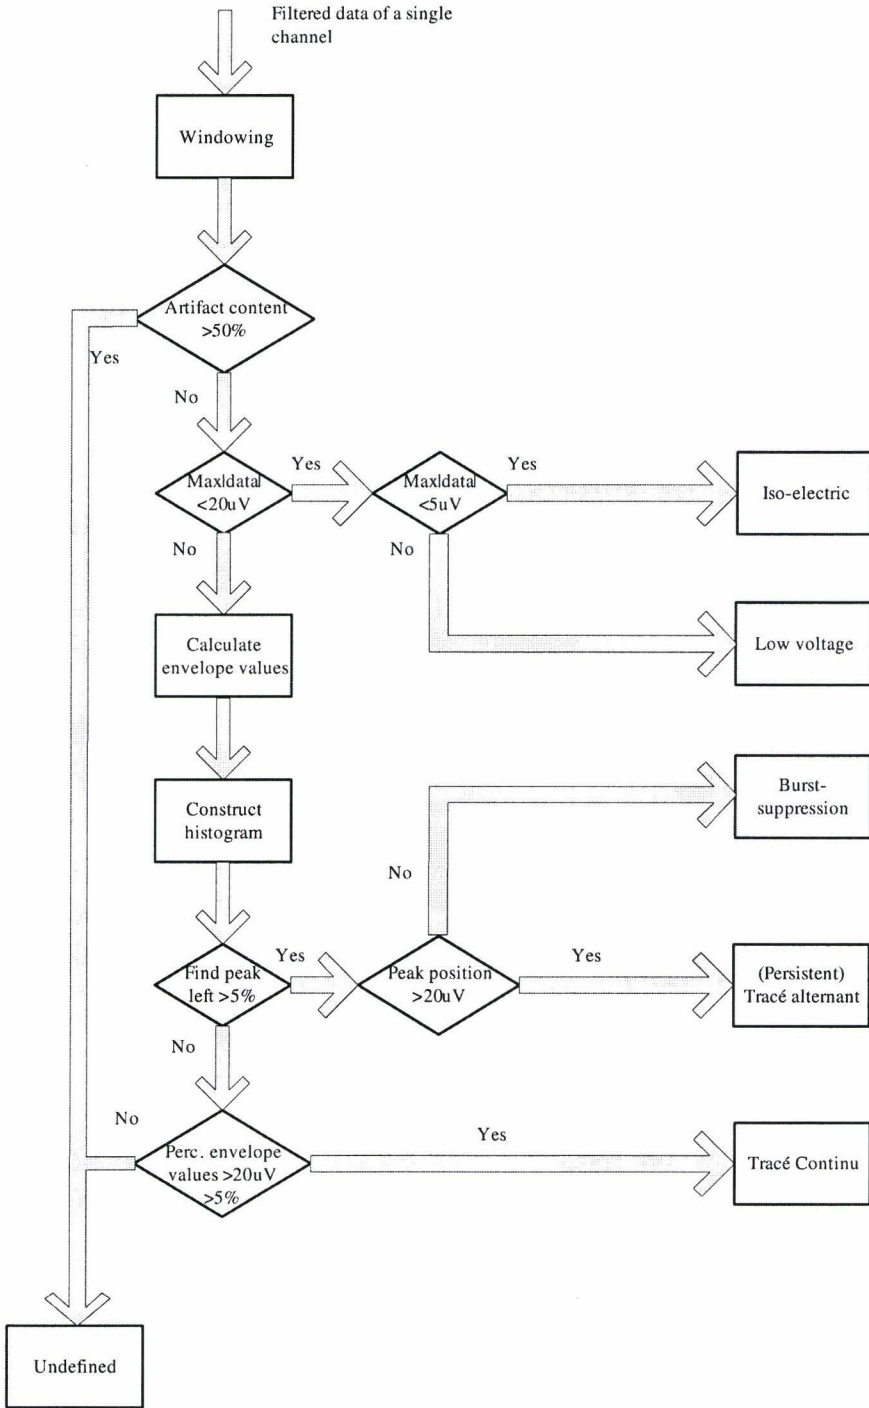 Filtered data of a single
channel
Windowing
Artifact content
>50%
Yes
No
Max|data|
<20uV
Yes
Max|data|
<5uV
Yes
Iso-electric
No
No
Calculate
envelope values
Low voltage
Construct
histogram
Burst-
suppression
No
Find peak
left >5%
Yes
Peak position
>20uV
Yes
(Persistent)
Tracé alternant
No
No
Perc. envelope
values >20uV
>5%
Yes
Tracé Continu
Undefined